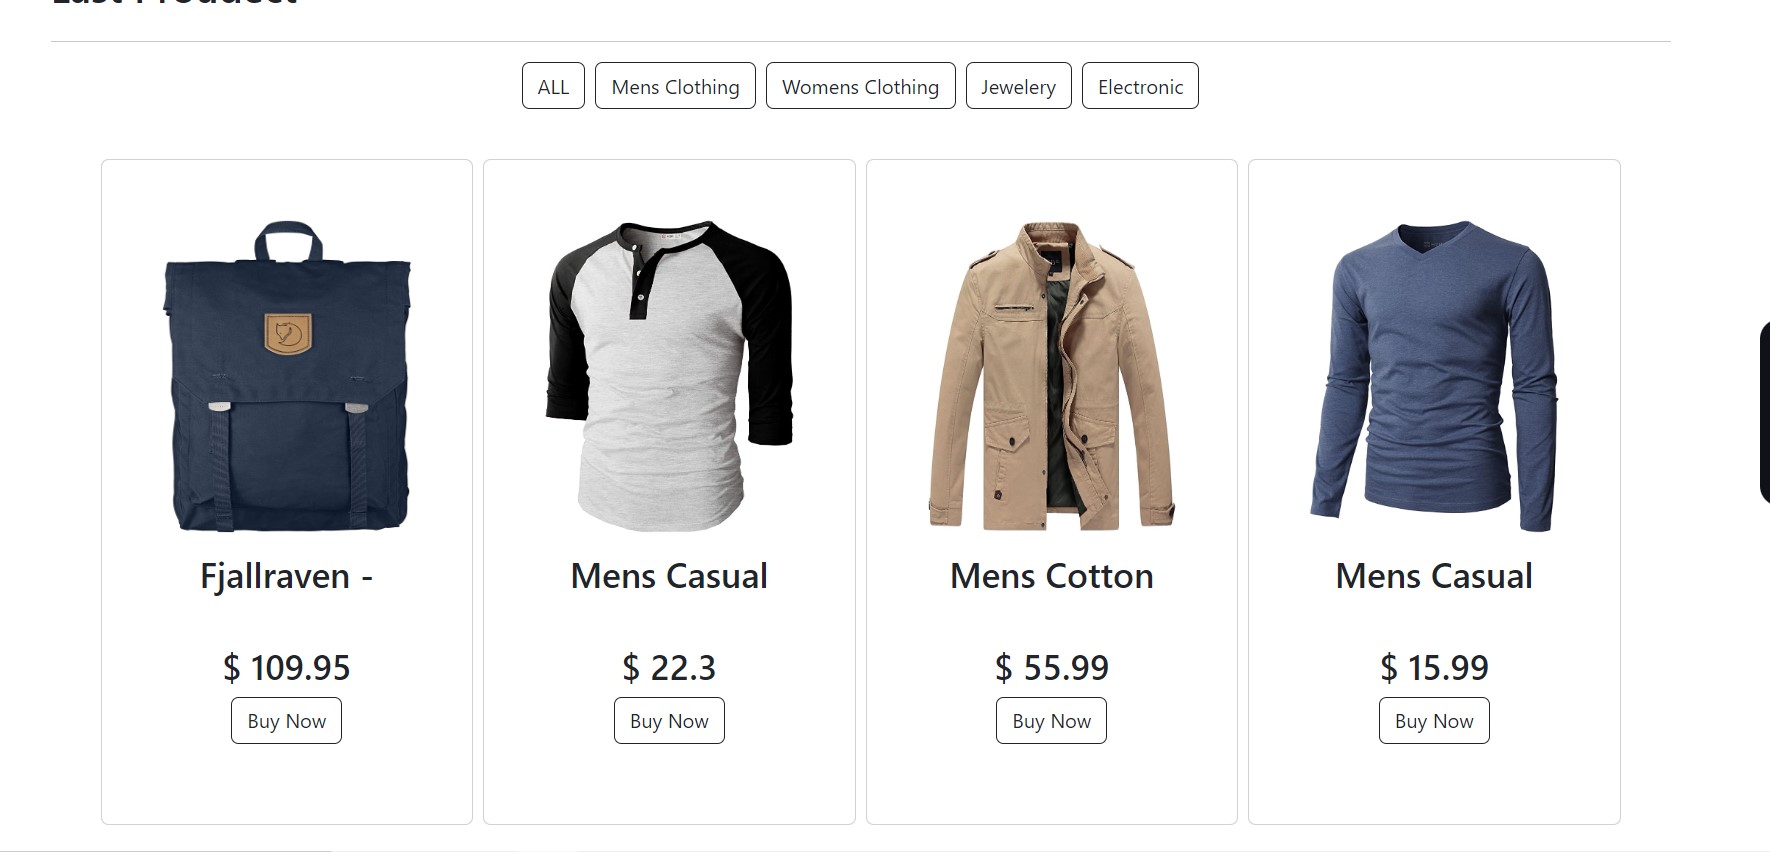 ALL
Mens Clothing
Womens Clothing
Jewelery
Electronic
Fjallraven -
$ 109.95
Buy Now
Mens Casual
$ 22.3
Buy Now
Mens Cotton
$ 55.99
Buy Now
Mens Casual
$ 15.99
Buy Now